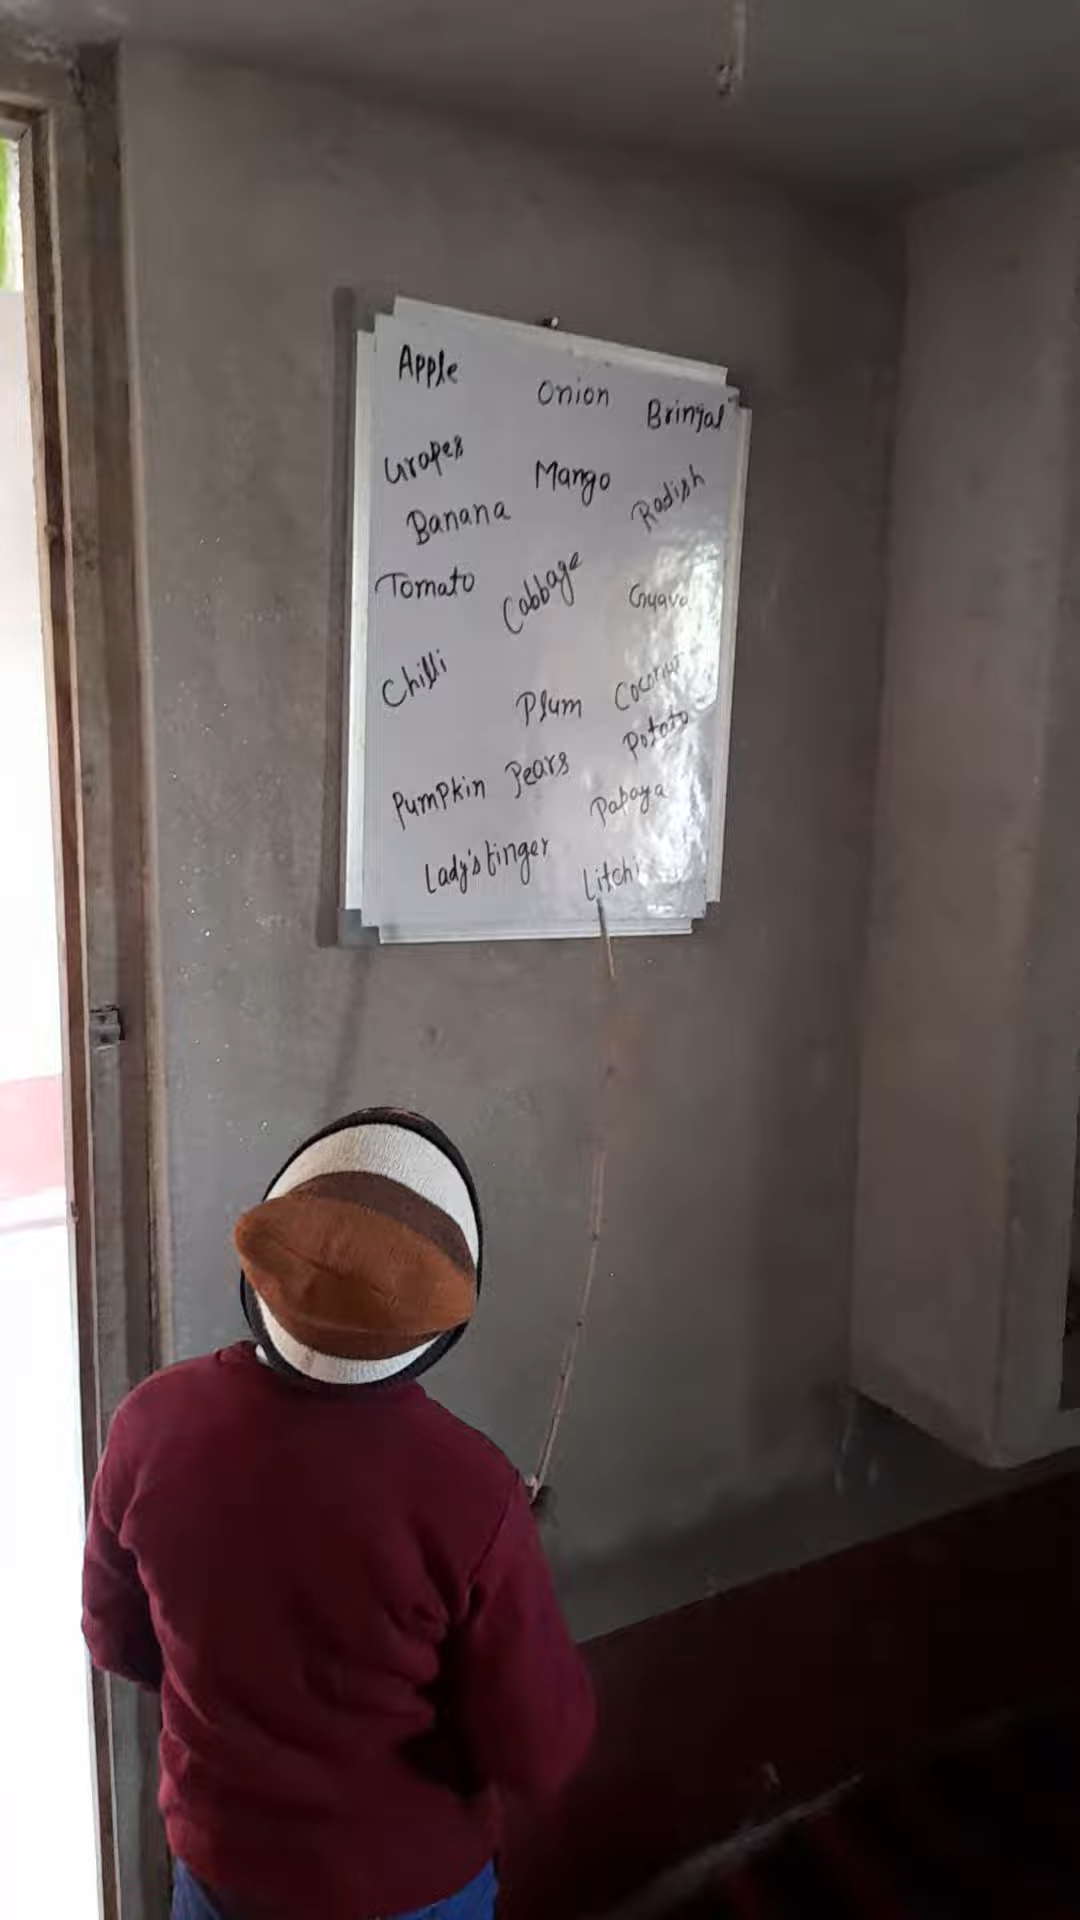 Apple
Onion
Brinjal
Grapes
Mango
Radish
Banana
Tomato
Cabbage
Guava
Chilli
Plum
Coconut
Potato
Pumpkin
Pears
Papaya
Lady's finger
Litchi